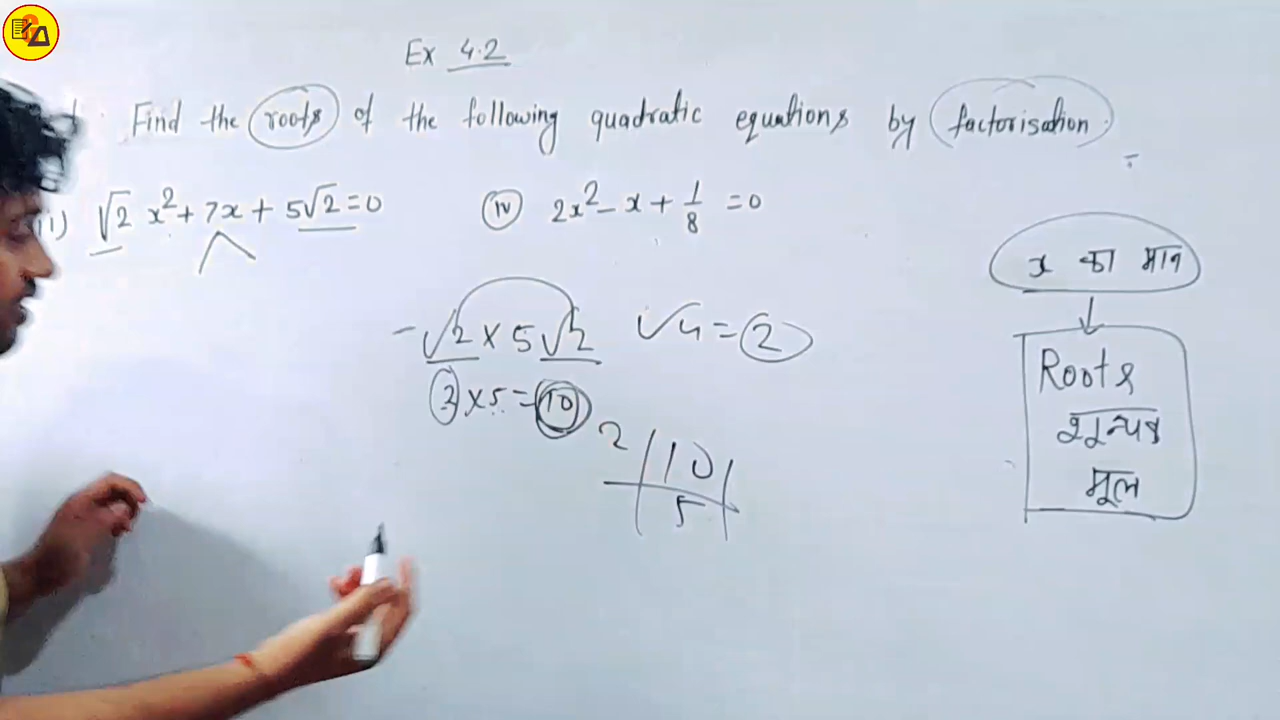 Ex 4.2
Find the roots of the following quadratic equations by factorisation.
√2 x² + 7x + 5√2 = 0
(iv) 2x² - x + 1/8 = 0
x का मान
- √2 × 5√2 √4 = 2
2 × 5 = 10
2 | 10
5
Roots
शून्यक
मूल